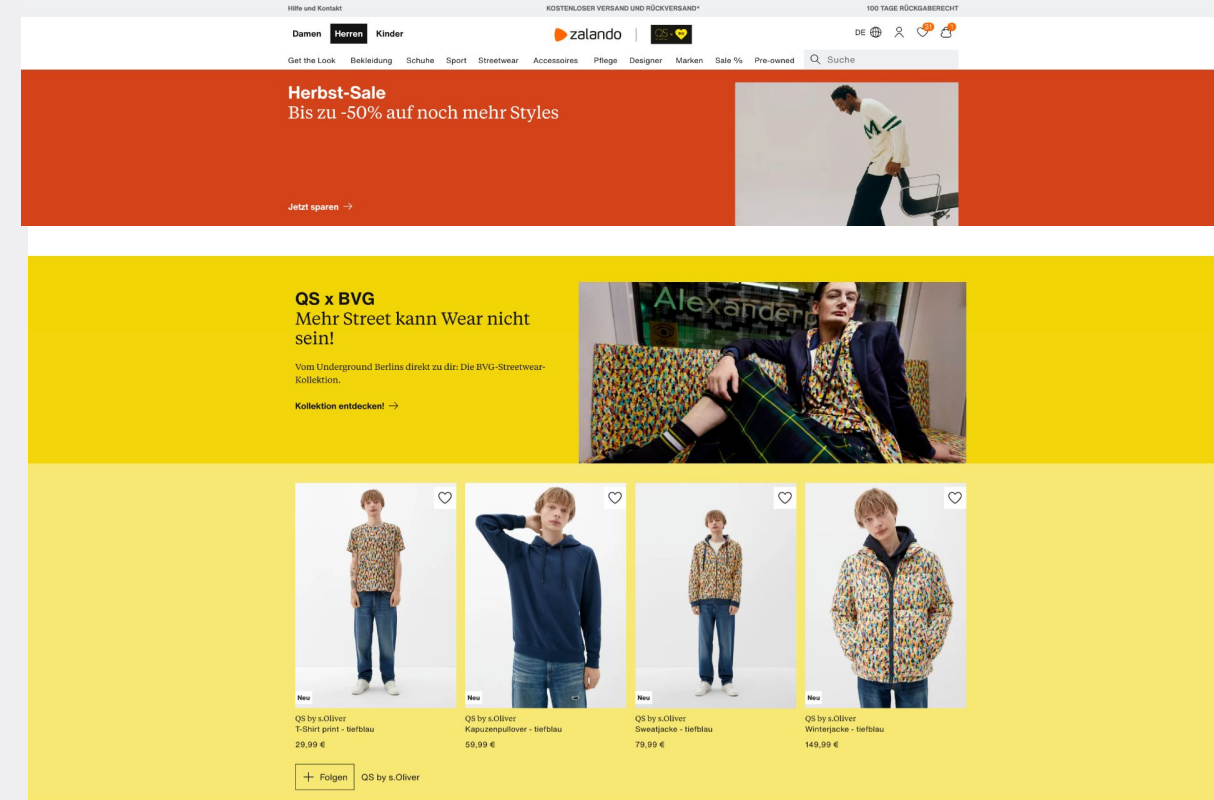 Hilfe und Kontakt
KOSTENLOSER VERSAND UND RÜCKVERSAND*
100 TAGE RÜCKGABERECHT
Damen Herren Kinder
zalando
QS
DE
31
1
Get the Look Bekleidung Schuhe Sport Streetwear Accessoires Pflege Designer Marken Sale % Pre-owned
Suche
Herbst-Sale
Bis zu -50% auf noch mehr Styles
M
Jetzt sparen →
QS x BVG
Mehr Street kann Wear nicht
sein!
Vom Underground Berlins direkt zu dir: Die BVG-Streetwear-
Kollektion.
Kollektion entdecken! →
Alexanderp
Neu
Neu
Neu
Neu
QS by s.Oliver
T-Shirt print - tiefblau
29,99 €
QS by s.Oliver
Kapuzenpullover - tiefblau
59,99 €
QS by s.Oliver
Sweatjacke - tiefblau
79,99 €
QS by s.Oliver
Winterjacke - tiefblau
149,99 €
+ Folgen
QS by s.Oliver